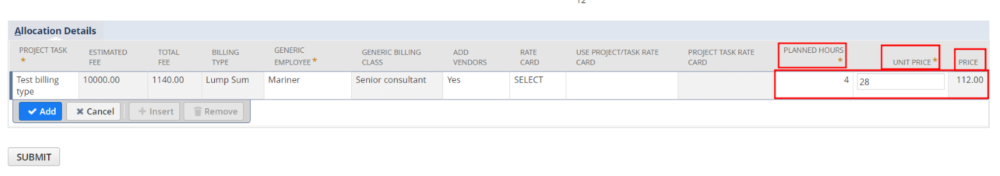 12
Allocation Details
PROJECT TASK * ESTIMATED FEE TOTAL FEE BILLING TYPE GENERIC EMPLOYEE * GENERIC BILLING CLASS ADD VENDORS RATE CARD USE PROJECT/TASK RATE CARD PROJECT TASK RATE CARD PLANNED HOURS * UNIT PRICE * PRICE
Test billing type 10000.00 1140.00 Lump Sum Mariner Senior consultant Yes SELECT 4 28 112.00
Add Cancel Insert Remove
SUBMIT